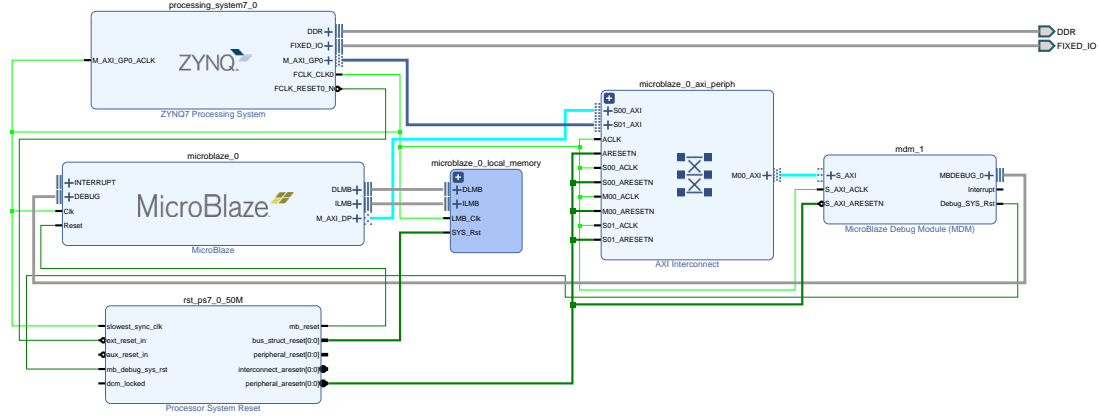 processing_system7_0
DDR
FIXED_IO
M_AXI_GP0_ACLK
ZYNQ
M_AXI_GP0
FCLK_CLK0
FCLK_RESET0_N
ZYNQ7 Processing System
DDR
FIXED_IO
microblaze_0_axi_periph
S00_AXI
S01_AXI
ACLK
ARESETN
S00_ACLK
S00_ARESETN
M00_ACLK
M00_ARESETN
S01_ACLK
S01_ARESETN
M00_AXI
AXI Interconnect
microblaze_0
INTERRUPT
DEBUG
Clk
Reset
MicroBlaze
DLMB
ILMB
M_AXI_DP
MicroBlaze
microblaze_0_local_memory
DLMB
ILMB
LMB_Clk
SYS_Rst
mdm_1
S_AXI
S_AXI_ACLK
S_AXI_ARESETN
MBDEBUG_0
Interrupt
Debug_SYS_Rst
MicroBlaze Debug Module (MDM)
rst_ps7_0_50M
slowest_sync_clk
ext_reset_in
aux_reset_in
mb_debug_sys_rst
dcm_locked
mb_reset
bus_struct_reset[0:0]
peripheral_reset[0:0]
interconnect_aresetn[0:0]
peripheral_aresetn[0:0]
Processor System Reset